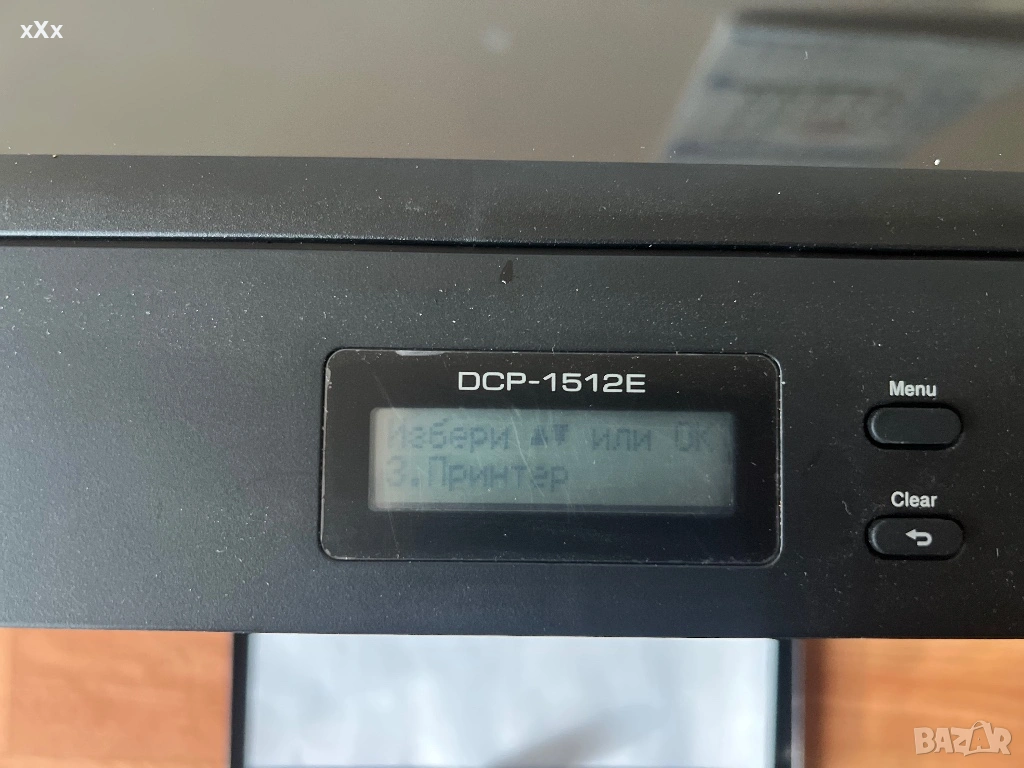 xXx
DCP-1512E
Избери ▲▼ или OK
3.Принтер
Menu
Clear
BAZAR